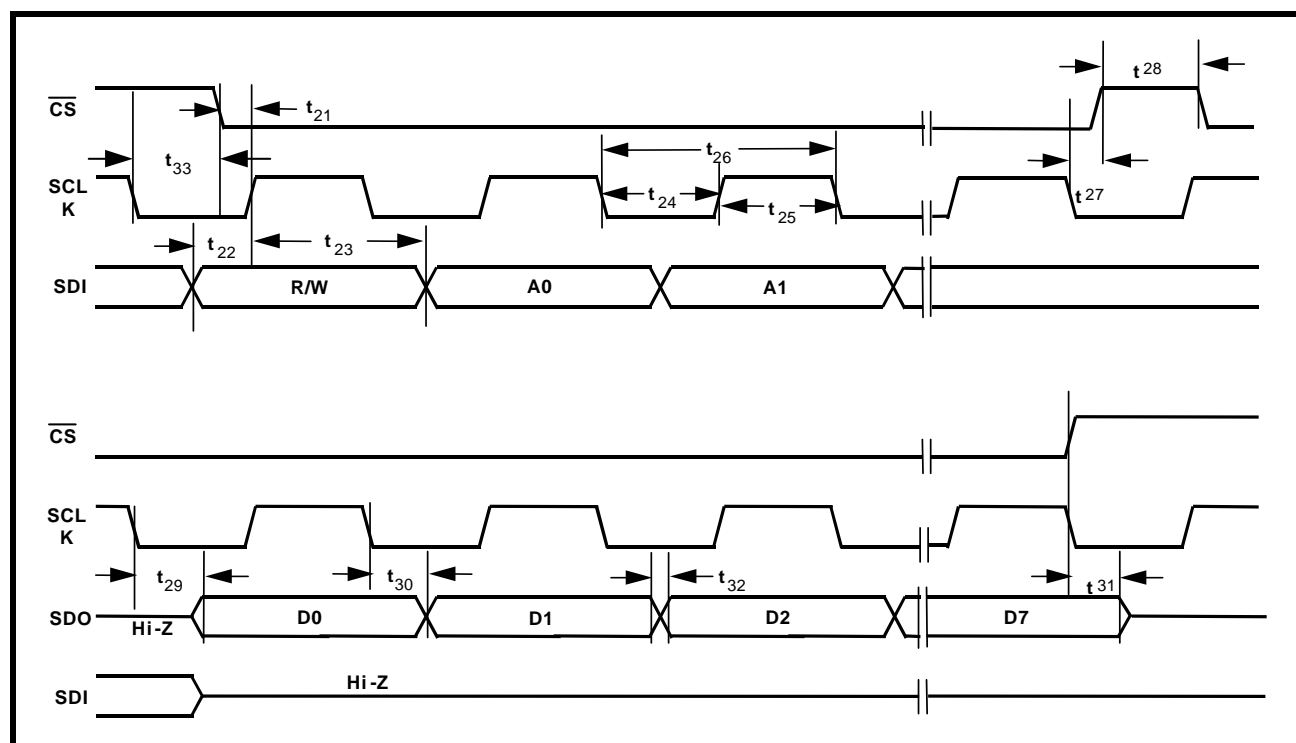 CS
t21
t28
t33
t26
SCL
K
t24
t25
t27
t22
t23
SDI
R/W
A0
A1
CS
SCL
K
t29
t30
t32
t31
SDO
Hi-Z
D0
D1
D2
D7
SDI
Hi-Z